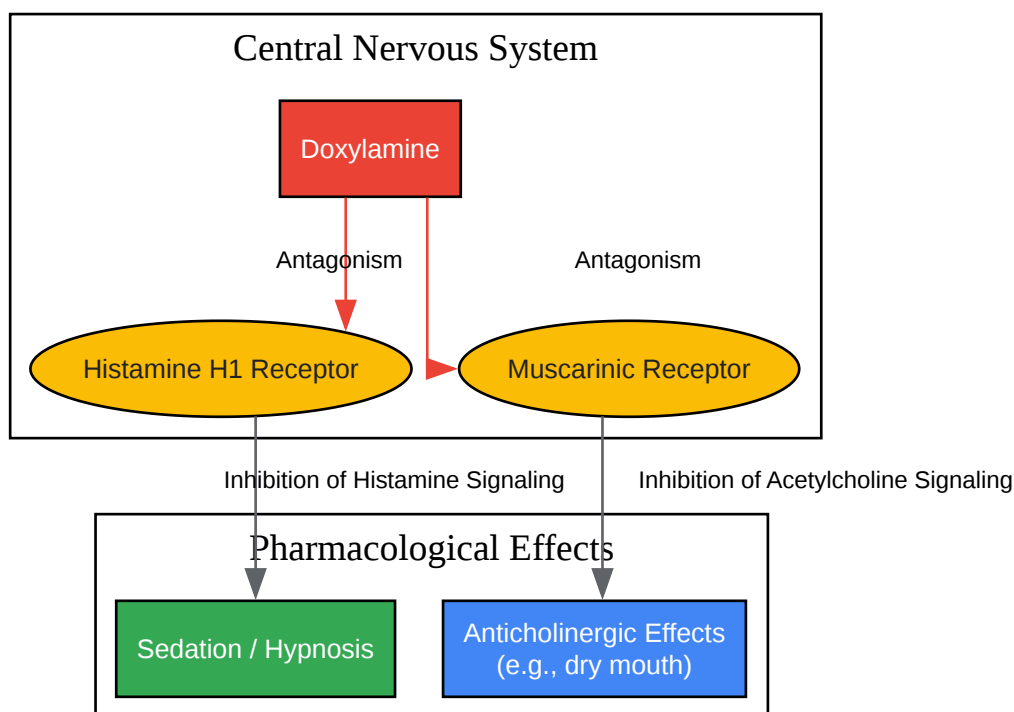 Central Nervous System
Doxylamine
Antagonism
Antagonism
Histamine H1 Receptor
Muscarinic Receptor
Inhibition of Histamine Signaling
Inhibition of Acetylcholine Signaling
Pharmacological Effects
Sedation / Hypnosis
Anticholinergic Effects
(e.g., dry mouth)